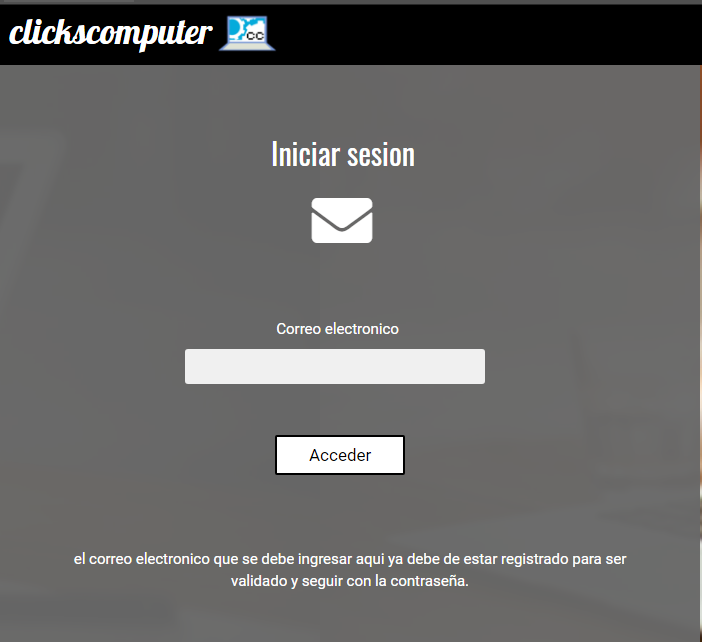 clickscomputer CC
Iniciar sesion
Correo electronico
Acceder
el correo electronico que se debe ingresar aqui ya debe de estar registrado para ser
validado y seguir con la contraseña.